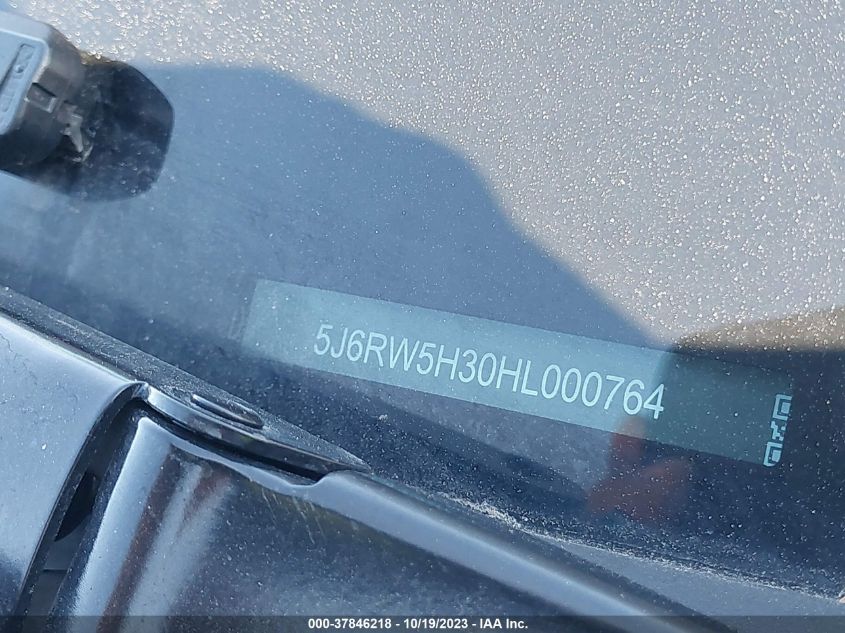 5J6RW5H30HL000764
000-37846218 - 10/19/2023 - IAA Inc.